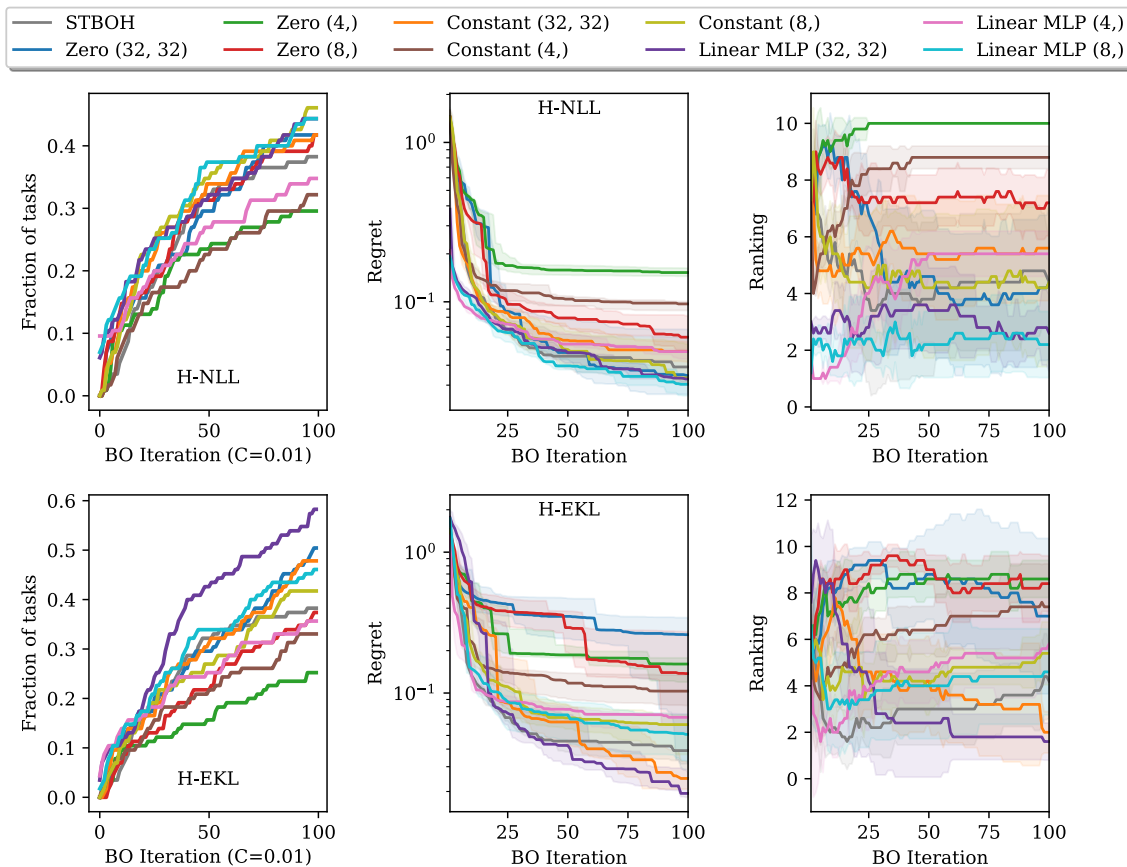 STBOH Zero (4,) Constant (32, 32) Constant (8,) Linear MLP (4,)
Zero (32, 32) Zero (8,) Constant (4,) Linear MLP (32, 32) Linear MLP (8,)
Fraction of tasks
0.4
0.3
0.2
0.1
0.0
H-NLL
0 50 100
BO Iteration (C=0.01)
Regret
H-NLL
10⁰
10⁻¹
25 50 75 100
BO Iteration
Ranking
10
8
6
4
2
0
25 50 75 100
BO Iteration
Fraction of tasks
0.6
0.5
0.4
0.3
0.2
0.1
0.0
H-EKL
0 50 100
BO Iteration (C=0.01)
Regret
H-EKL
10⁰
10⁻¹
25 50 75 100
BO Iteration
Ranking
12
10
8
6
4
2
0
25 50 75 100
BO Iteration